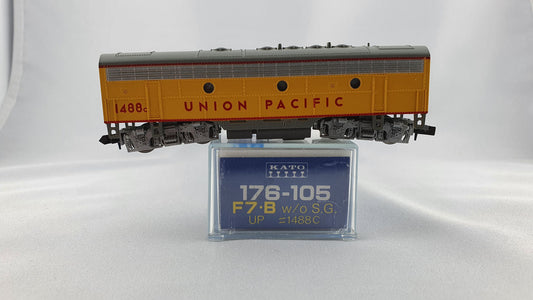 1488C UNION PACIFIC
KATO
176-105
F7・B w/o S.G.
UP #1488C